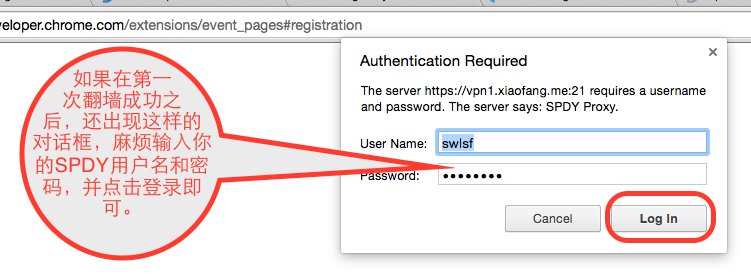 veloper.chrome.com/extensions/event_pages#registration
如果在第一
次翻墙成功之
后，还出现这样的
对话框，麻烦输入你
的SPDY用户名和密
码，并点击登录即
可。
Authentication Required
The server https://vpn1.xiaofang.me:21 requires a username
and password. The server says: SPDY Proxy.
User Name: swlsf
Password: ••••••••
Cancel Log In